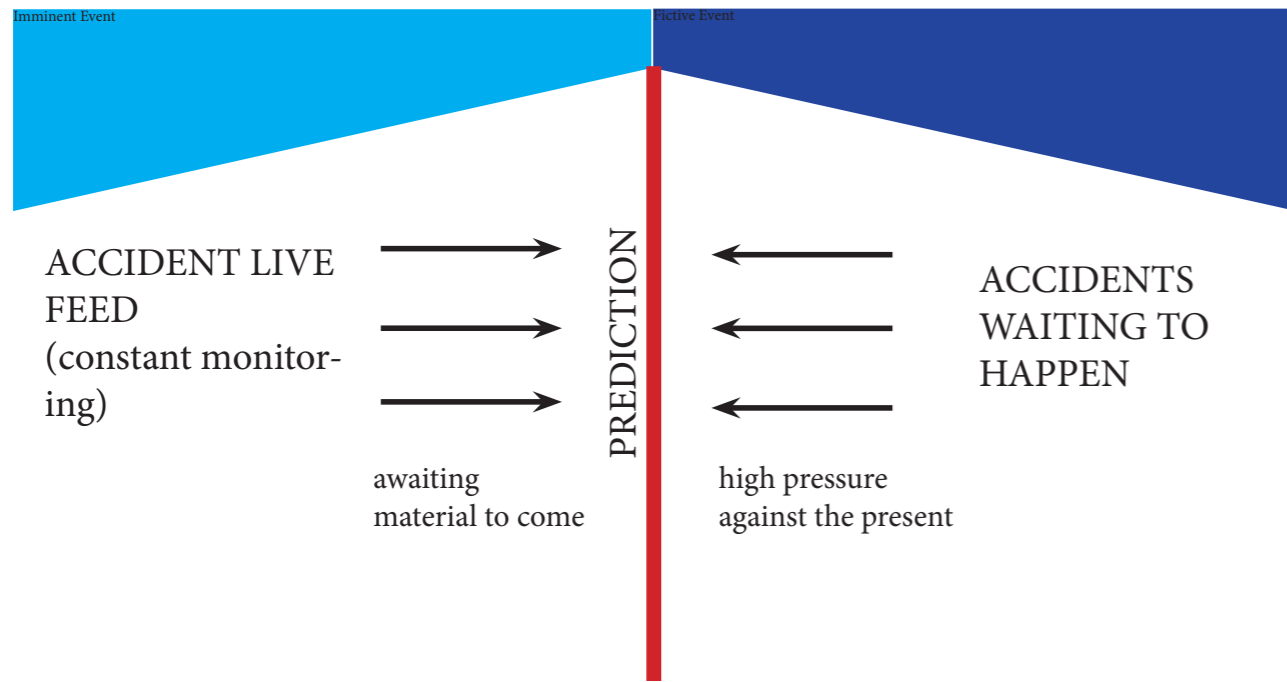 Imminent Event
Fictive Event
ACCIDENT LIVE
FEED
(constant monitor-
ing)
awaiting
material to come
PREDICTION
high pressure
against the present
ACCIDENTS
WAITING TO
HAPPEN